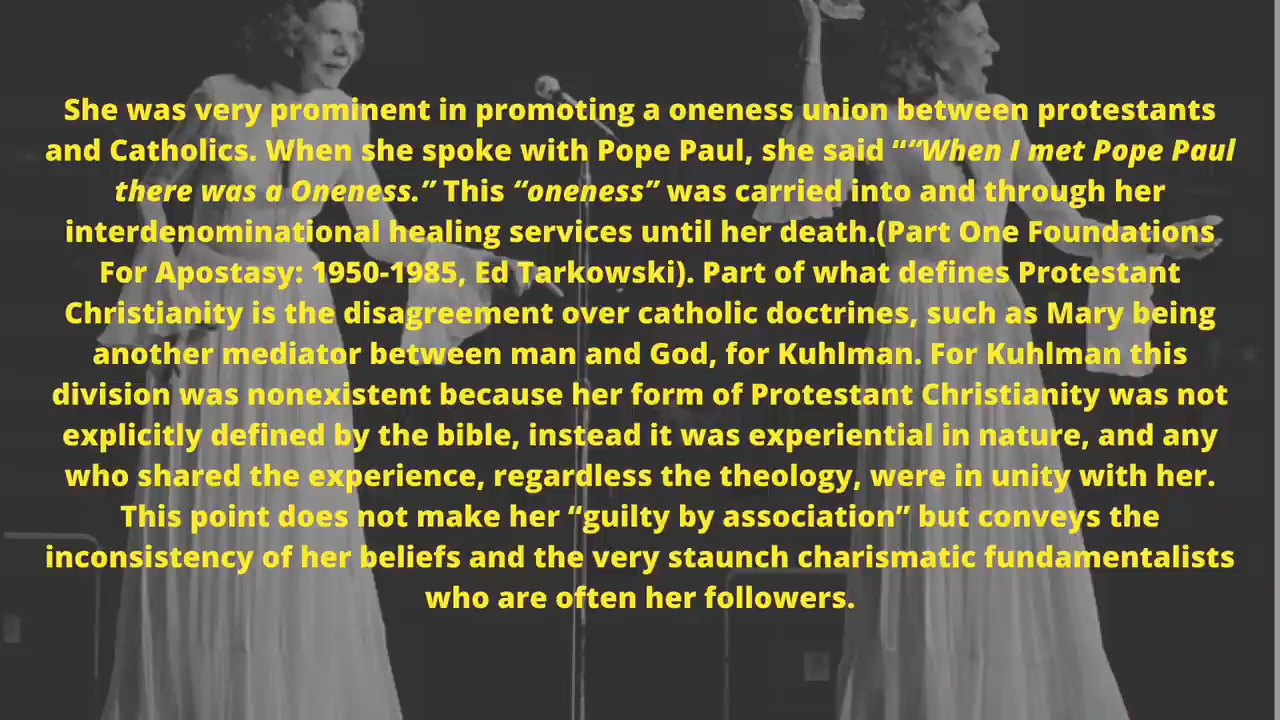 She was very prominent in promoting a oneness union between protestants
and Catholics. When she spoke with Pope Paul, she said ““When I met Pope Paul
there was a Oneness.” This “oneness” was carried into and through her
interdenominational healing services until her death.(Part One Foundations
For Apostasy: 1950-1985, Ed Tarkowski). Part of what defines Protestant
Christianity is the disagreement over catholic doctrines, such as Mary being
another mediator between man and God, for Kuhlman. For Kuhlman this
division was nonexistent because her form of Protestant Christianity was not
explicitly defined by the bible, instead it was experiential in nature, and any
who shared the experience, regardless the theology, were in unity with her.
This point does not make her “guilty by association” but conveys the
inconsistency of her beliefs and the very staunch charismatic fundamentalists
who are often her followers.